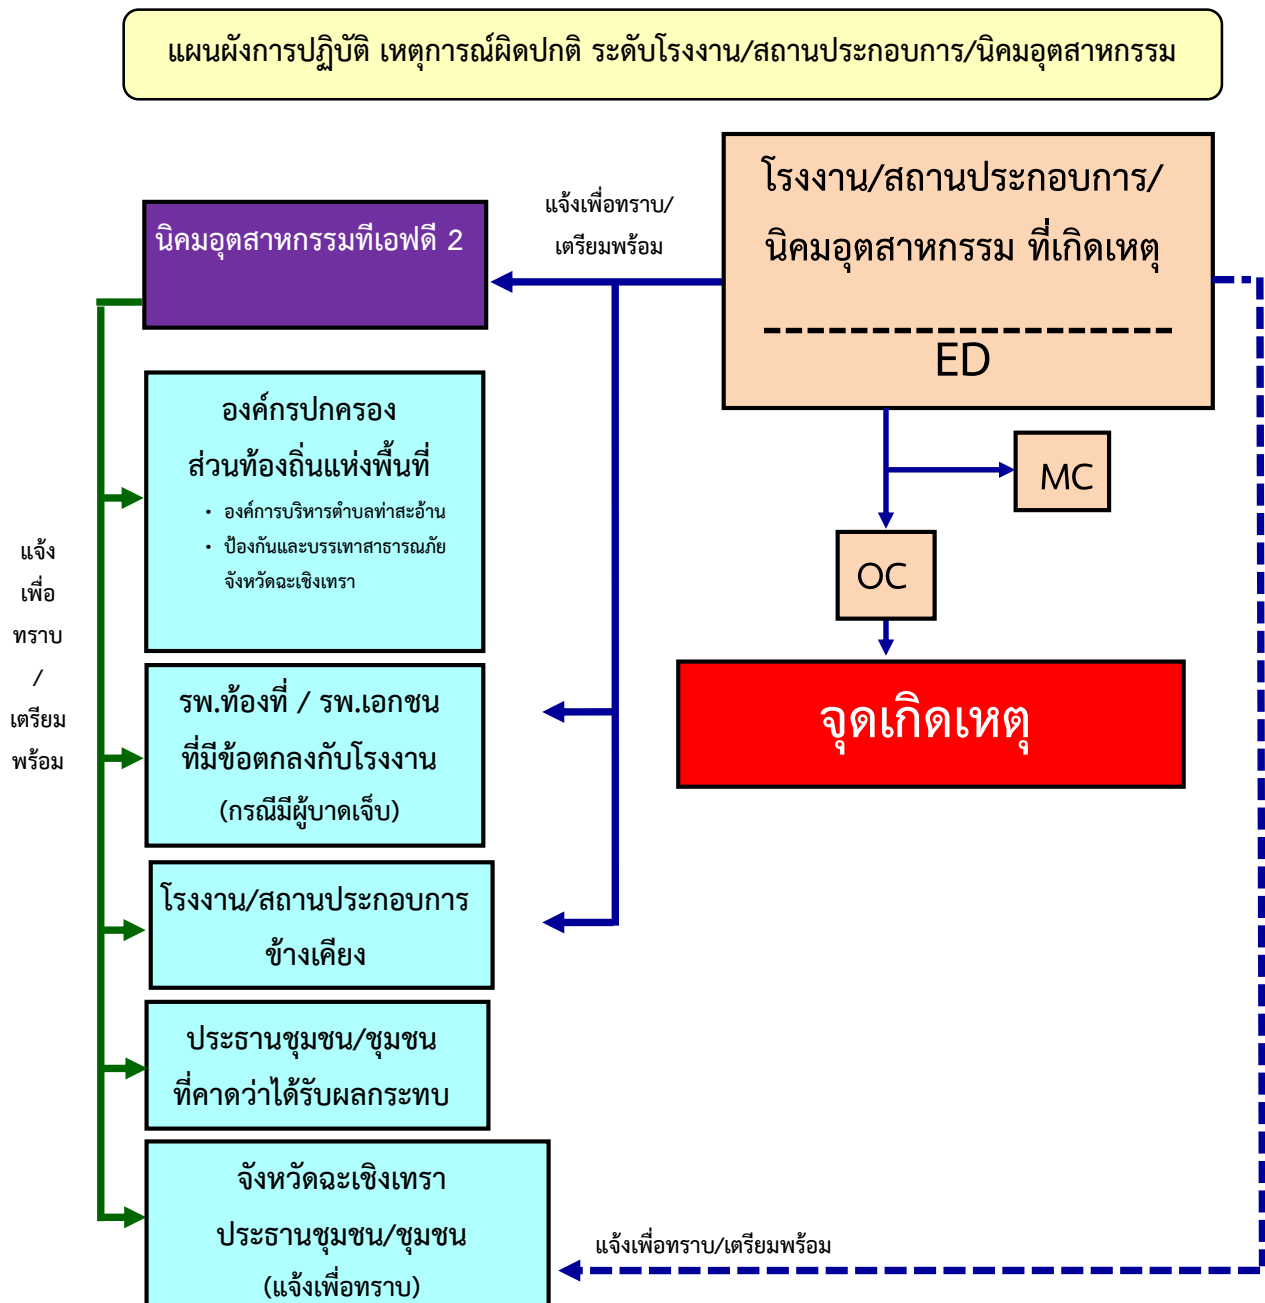 แผนผังการปฏิบัติ เหตุการณ์ผิดปกติ ระดับโรงงาน/สถานประกอบการ/นิคมอุตสาหกรรม
โรงงาน/สถานประกอบการ/
นิคมอุตสาหกรรม ที่เกิดเหตุ
ED
แจ้งเพื่อทราบ/
เตรียมพร้อม
นิคมอุตสาหกรรมทีเอฟดี 2
องค์กรปกครอง
ส่วนท้องถิ่นแห่งพื้นที่
• องค์การบริหารตำบลท่าสะอ้าน
• ป้องกันและบรรเทาสาธารณภัย
จังหวัดฉะเชิงเทรา
MC
OC
แจ้ง
เพื่อ
ทราบ
/
เตรียม
พร้อม
รพ.ท้องที่ / รพ.เอกชน
ที่มีข้อตกลงกับโรงงาน
(กรณีมีผู้บาดเจ็บ)
จุดเกิดเหตุ
โรงงาน/สถานประกอบการ
ข้างเคียง
ประธานชุมชน/ชุมชน
ที่คาดว่าได้รับผลกระทบ
จังหวัดฉะเชิงเทรา
ประธานชุมชน/ชุมชน
(แจ้งเพื่อทราบ)
แจ้งเพื่อทราบ/เตรียมพร้อม